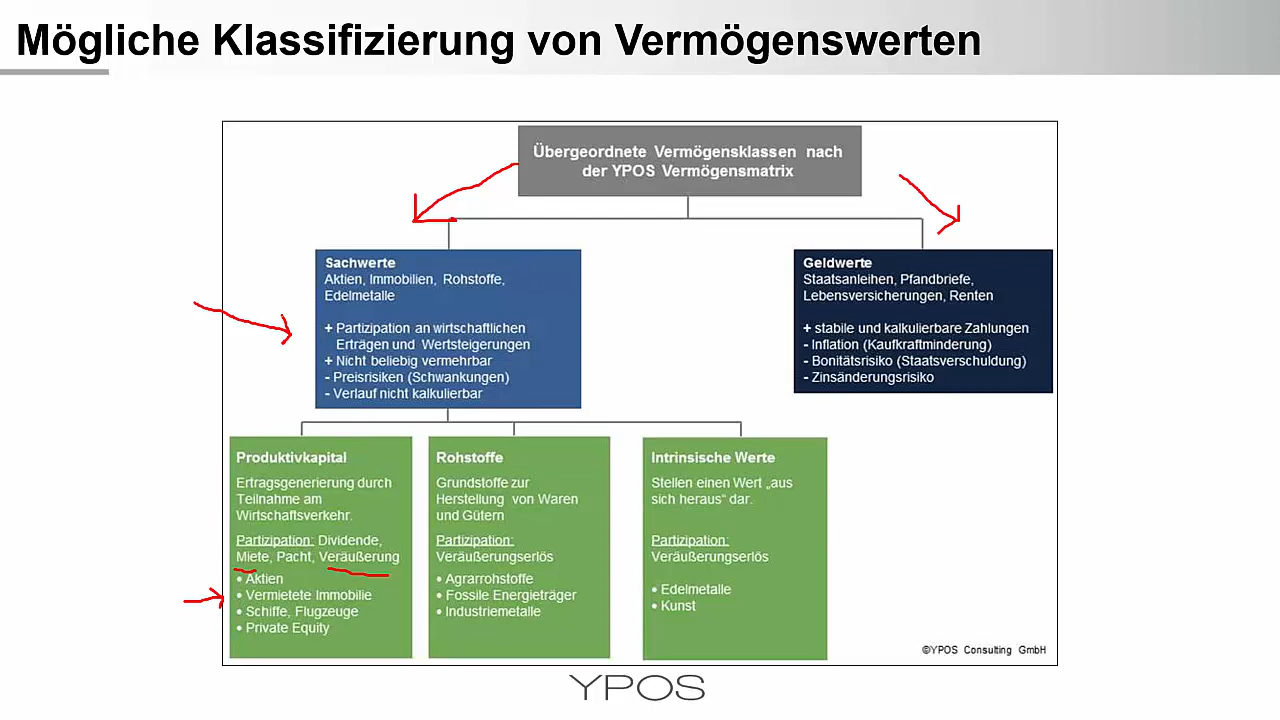 Mögliche Klassifizierung von Vermögenswerten
Übergeordnete Vermögensklassen nach
der YPOS Vermögensmatrix
Sachwerte
Aktien, Immobilien, Rohstoffe,
Edelmetalle
+ Partizipation an wirtschaftlichen
Erträgen und Wertsteigerungen
+ Nicht beliebig vermehrbar
- Preisrisiken (Schwankungen)
- Verlauf nicht kalkulierbar
Geldwerte
Staatsanleihen, Pfandbriefe,
Lebensversicherungen, Renten
+ stabile und kalkulierbare Zahlungen
- Inflation (Kaufkraftminderung)
- Bonitätsrisiko (Staatsverschuldung)
- Zinsänderungsrisiko
Produktivkapital
Ertragsgenerierung durch
Teilnahme am
Wirtschaftsverkehr.
Partizipation: Dividende,
Miete, Pacht, Veräußerung
• Aktien
• Vermietete Immobilie
• Schiffe, Flugzeuge
• Private Equity
Rohstoffe
Grundstoffe zur
Herstellung von Waren
und Gütern
Partizipation:
Veräußerungserlös
• Agrarrohstoffe
• Fossile Energieträger
• Industriemetalle
Intrinsische Werte
Stellen einen Wert „aus
sich heraus“ dar.
Partizipation:
Veräußerungserlös
• Edelmetalle
• Kunst
©YPOS Consulting GmbH
YPOS